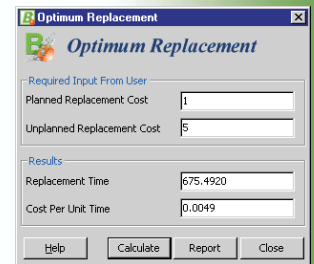 Optimum Replacement
Optimum Replacement
Required Input From User
Planned Replacement Cost 1
Unplanned Replacement Cost 5
Results
Replacement Time 675.4920
Cost Per Unit Time 0.0049
Help Calculate Report Close